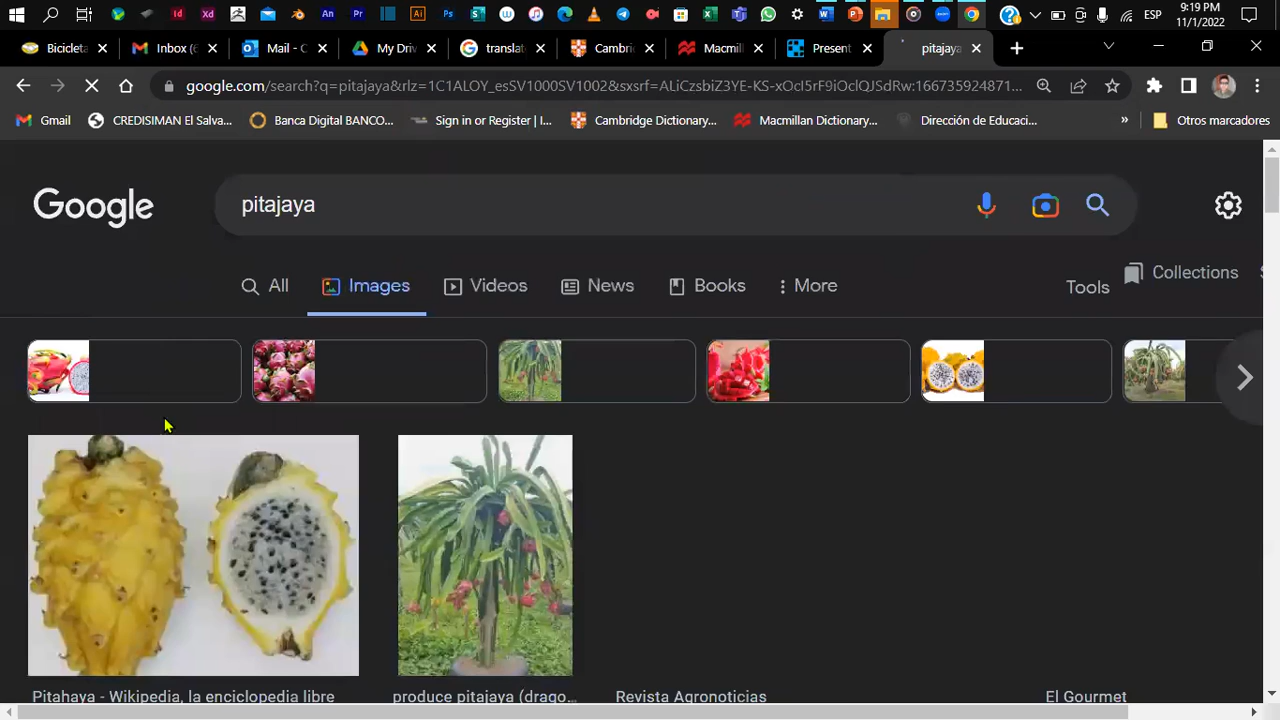 ESP
9:19 PM
11/1/2022
Bicicleta
Inbox (6
Mail - C
My Driv
translat
Cambri
Macmill
Present
pitajaya
google.com/search?q=pitajaya&rlz=1C1ALOY_esSV1000SV1002&sxsrf=ALiCzsbiZ3YE-KS-xOcI5rF9iOclQJSdRw:166735924871...
Gmail
CREDISIMAN El Salva...
Banca Digital BANCO...
Sign in or Register | I...
Cambridge Dictionary...
Macmillan Dictionary...
Dirección de Educaci...
»
Otros marcadores
Google
pitajaya
All
Images
Videos
News
Books
More
Tools
Collections
Pitahaya - Wikipedia, la enciclopedia libre
produce pitajaya (drago...
Revista Agronoticias
El Gourmet